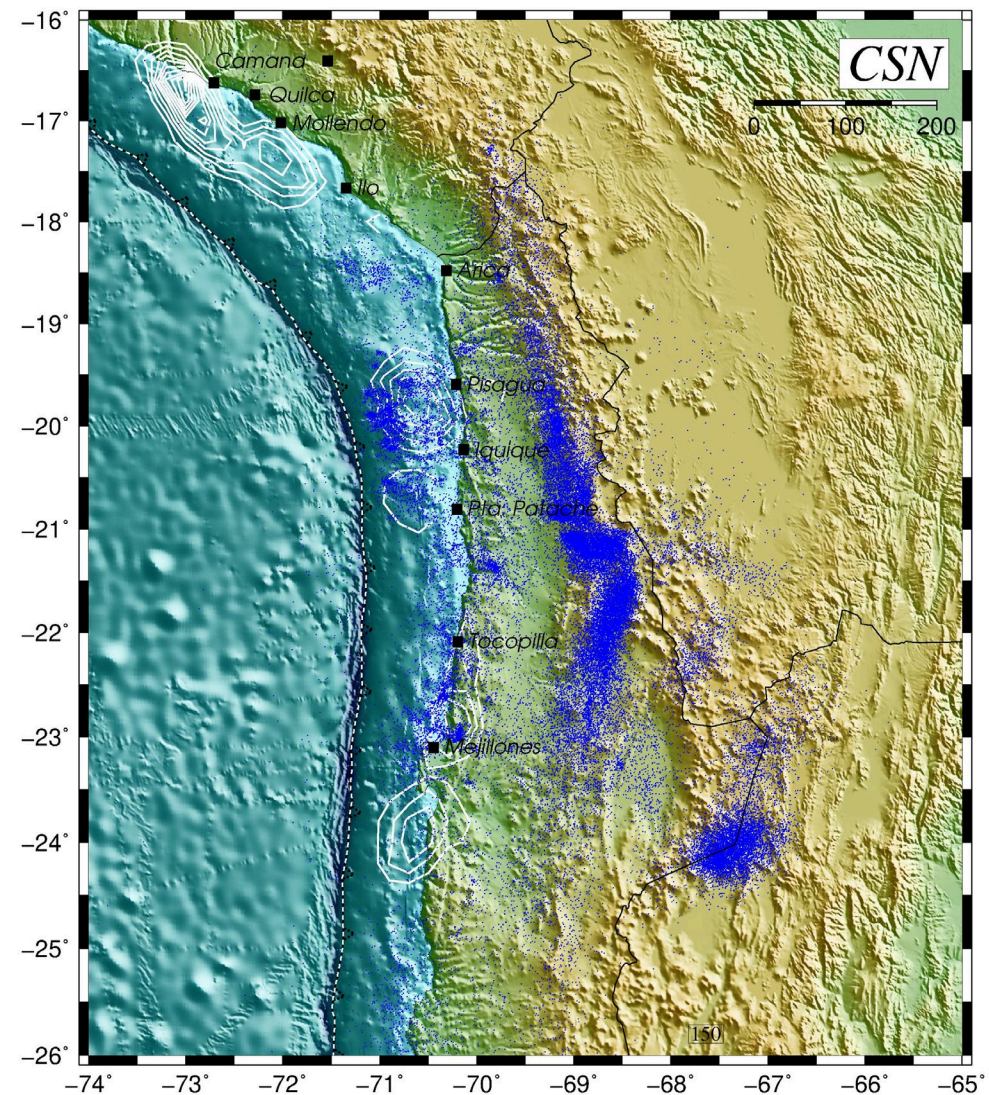 −16°
Camana
CSN
Quilca
−17°
Mollendo
0 100 200
Ilo
−18°
Arica
−19°
Pisagua
−20°
Iquique
Pta. Patache
−21°
−22°
Tocopilla
−23°
Mejillones
−24°
−25°
150
−26°
−74° −73° −72° −71° −70° −69° −68° −67° −66° −65°